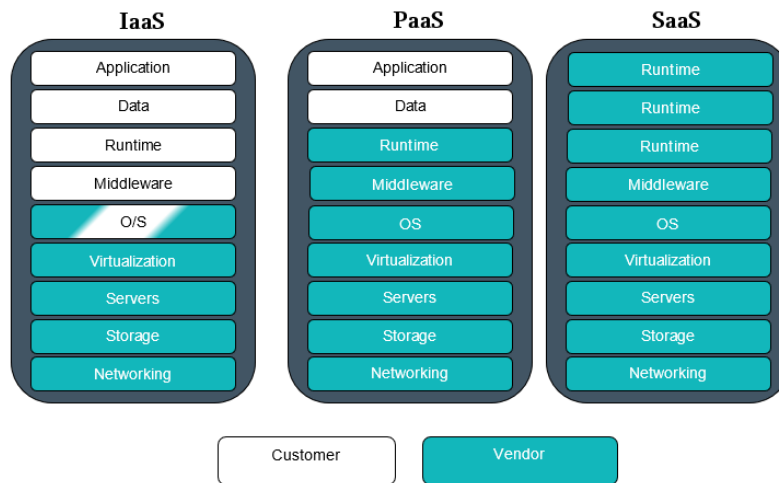 IaaS
Application
Data
Runtime
Middleware
O/S
Virtualization
Servers
Storage
Networking
PaaS
Application
Data
Runtime
Middleware
OS
Virtualization
Servers
Storage
Networking
SaaS
Runtime
Runtime
Runtime
Middleware
OS
Virtualization
Servers
Storage
Networking
Customer
Vendor